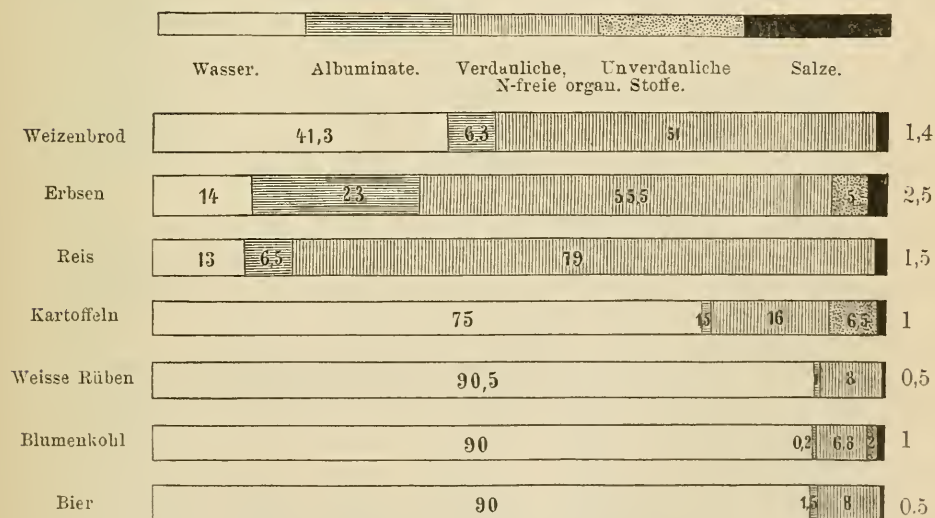 Wasser. Albuminate. Verdauliche, Unverdauliche Salze.
N-freie organ. Stoffe.
Weizenbrod 41,3 6,3 51 1,4
Erbsen 14 23 55,5 5 2,5
Reis 13 6,5 79 1,5
Kartoffeln 75 1,5 16 6,5 1
Weisse Rüben 90,5 1 8 0,5
Blumenkohl 90 0,2 6,8 2 1
Bier 90 1,5 8 0.5